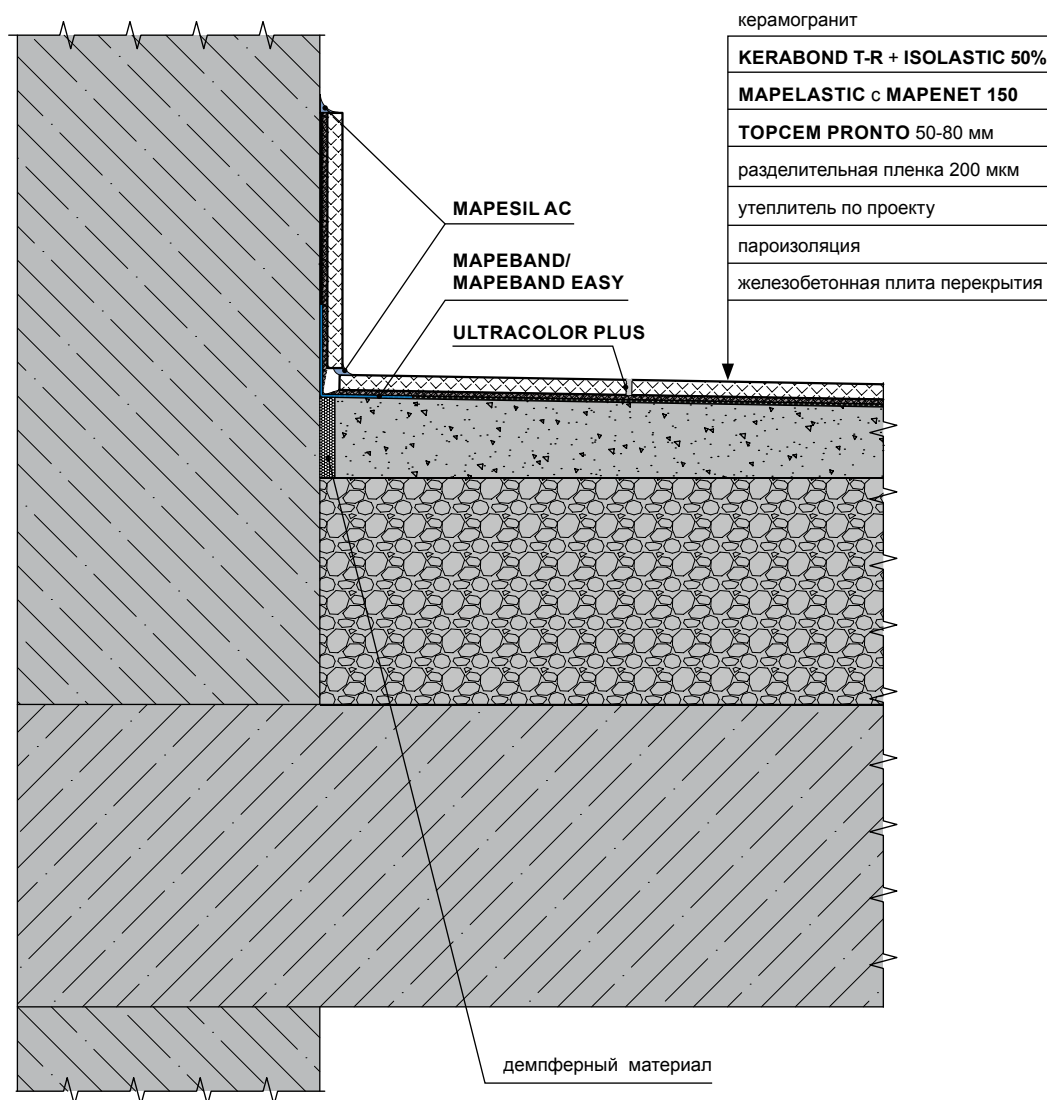 керамогранит
KERABOND T-R + ISOLASTIC 50%
MAPELASTIC с MAPENET 150
TOPCEM PRONTO 50-80 мм
разделительная пленка 200 мкм
утеплитель по проекту
пароизоляция
железобетонная плита перекрытия
MAPESIL AC
MAPEBAND/
MAPEBAND EASY
ULTRACOLOR PLUS
демпферный материал